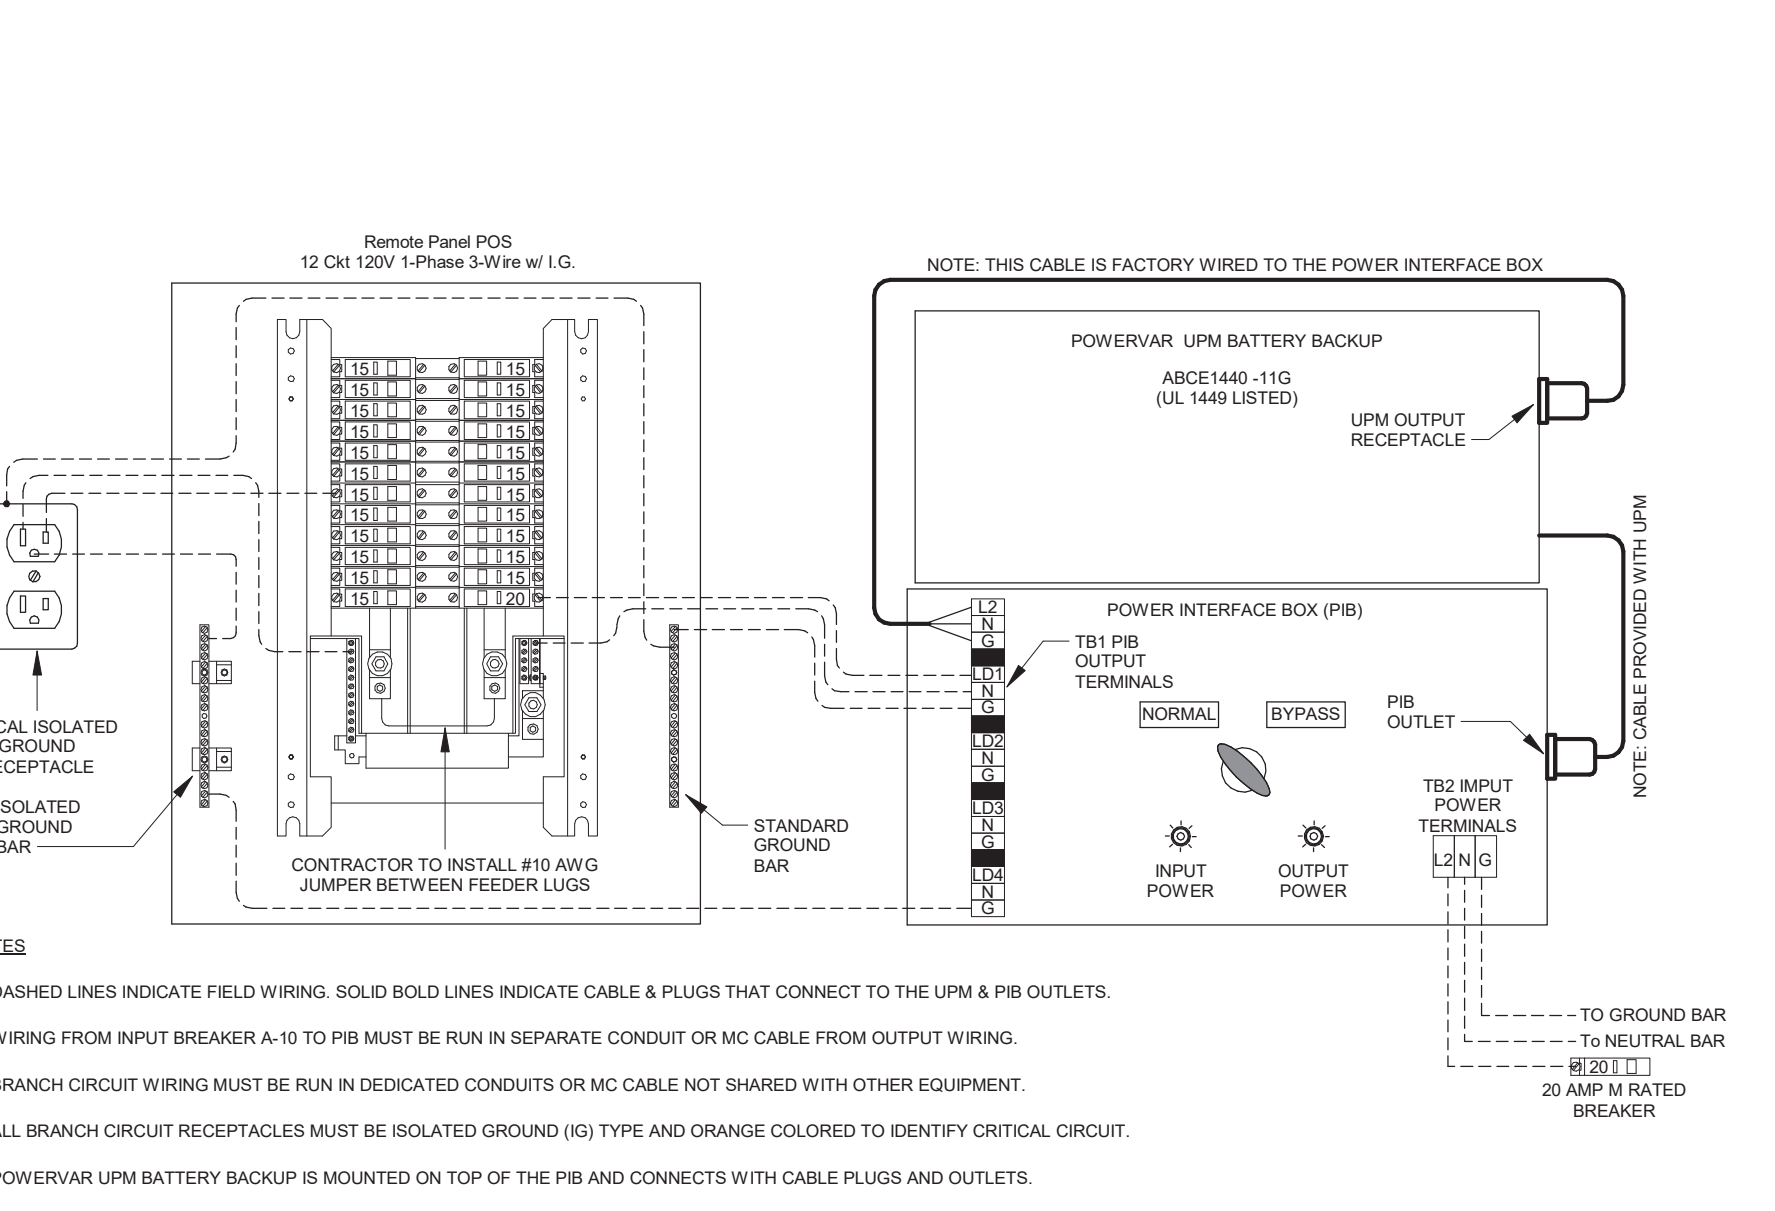 Remote Panel POS
12 Ckt 120V 1-Phase 3-Wire w/ I.G.
NOTE: THIS CABLE IS FACTORY WIRED TO THE POWER INTERFACE BOX
POWERVAR UPM BATTERY BACKUP
ABCE1440 -11G
(UL 1449 LISTED)
UPM OUTPUT
RECEPTACLE
NOTE: CABLE PROVIDED WITH UPM
15 15
15 15
15 15
15 15
15 15
15 15
15 15
15 15
15 15
15 15
15 15
15 20
POWER INTERFACE BOX (PIB)
L2
N
G
LD1
N
G
LD2
N
G
LD3
N
G
LD4
N
G
TB1 PIB
OUTPUT
TERMINALS
NORMAL
BYPASS
PIB
OUTLET
TB2 IMPUT
POWER
TERMINALS
L2 N G
INPUT
POWER
OUTPUT
POWER
CAL ISOLATED
GROUND
ECEPTACLE
SOLATED
GROUND
BAR
STANDARD
GROUND
BAR
CONTRACTOR TO INSTALL #10 AWG
JUMPER BETWEEN FEEDER LUGS
TES
DASHED LINES INDICATE FIELD WIRING. SOLID BOLD LINES INDICATE CABLE & PLUGS THAT CONNECT TO THE UPM & PIB OUTLETS.
WIRING FROM INPUT BREAKER A-10 TO PIB MUST BE RUN IN SEPARATE CONDUIT OR MC CABLE FROM OUTPUT WIRING.
BRANCH CIRCUIT WIRING MUST BE RUN IN DEDICATED CONDUITS OR MC CABLE NOT SHARED WITH OTHER EQUIPMENT.
ALL BRANCH CIRCUIT RECEPTACLES MUST BE ISOLATED GROUND (IG) TYPE AND ORANGE COLORED TO IDENTIFY CRITICAL CIRCUIT.
POWERVAR UPM BATTERY BACKUP IS MOUNTED ON TOP OF THE PIB AND CONNECTS WITH CABLE PLUGS AND OUTLETS.
TO GROUND BAR
To NEUTRAL BAR
20
20 AMP M RATED
BREAKER